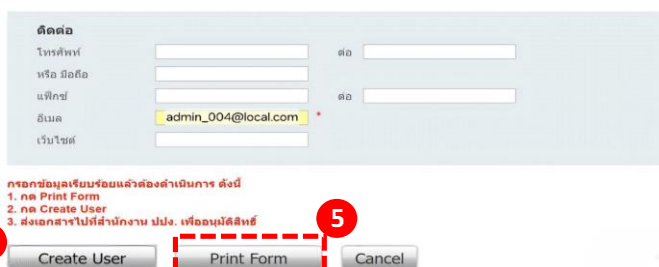 ติดต่อ
โทรศัพท์ ต่อ
หรือ มือถือ
แฟ็กซ์ ต่อ
อีเมล admin_004@local.com *
เว็บไซต์
กรอกข้อมูลเรียบร้อยแล้วต้องดำเนินการ ดังนี้
1. กด Print Form
2. กด Create User
3. ส่งเอกสารไปที่สำนักงาน ปปง. เพื่ออนุมัติสิทธิ์
5
Create User Print Form Cancel